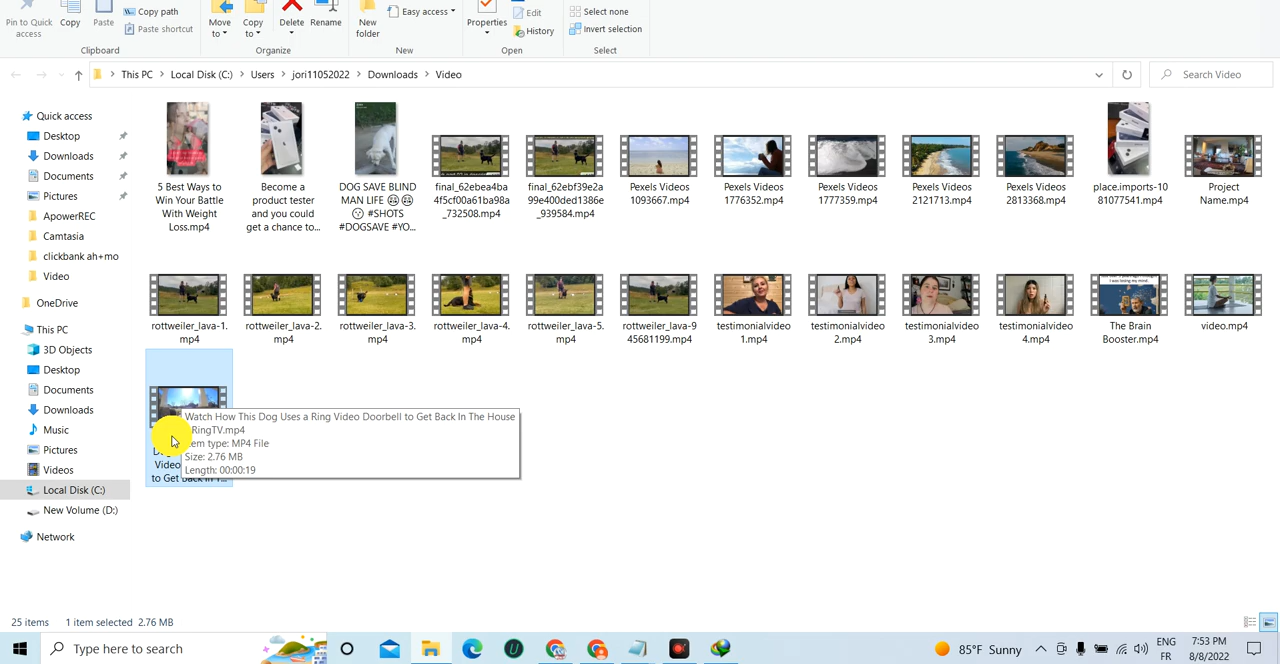 Pin to Quick access
Copy
Paste
Copy path
Paste shortcut
Clipboard
Move to
Copy to
Delete
Rename
Organize
New folder
Easy access
New
Properties
Edit
History
Open
Select none
Invert selection
Select
This PC > Local Disk (C:) > Users > jori11052022 > Downloads > Video
Search Video
Quick access
Desktop
Downloads
Documents
Pictures
ApowerREC
Camtasia
clickbank ah+mo
Video
OneDrive
This PC
3D Objects
Desktop
Documents
Downloads
Music
Pictures
Videos
Local Disk (C:)
New Volume (D:)
Network
5 Best Ways to
Win Your Battle
With Weight
Loss.mp4
Become a
product tester
and you could
get a chance to...
DOG SAVE BLIND
MAN LIFE
#SHOTS
#DOGSAVE #YO...
final_62ebea4ba
4f5cf00a61ba98a
_732508.mp4
final_62ebf39e2a
99e400ded1386e
_939584.mp4
Pexels Videos
1093667.mp4
Pexels Videos
1776352.mp4
Pexels Videos
1777359.mp4
Pexels Videos
2121713.mp4
Pexels Videos
2813368.mp4
place.imports-10
81077541.mp4
Project
Name.mp4
rottweiler_lava-1.
mp4
rottweiler_lava-2.
mp4
rottweiler_lava-3.
mp4
rottweiler_lava-4.
mp4
rottweiler_lava-5.
mp4
rottweiler_lava-9
45681199.mp4
testimonialvideo
1.mp4
testimonialvideo
2.mp4
testimonialvideo
3.mp4
testimonialvideo
4.mp4
The Brain
Booster.mp4
video.mp4
Video
to Get Back In T...
Watch How This Dog Uses a Ring Video Doorbell to Get Back In The House
RingTV.mp4
Item type: MP4 File
Size: 2.76 MB
Length: 00:00:19
25 items
1 item selected 2.76 MB
Type here to search
85°F Sunny
ENG
FR
7:53 PM
8/8/2022